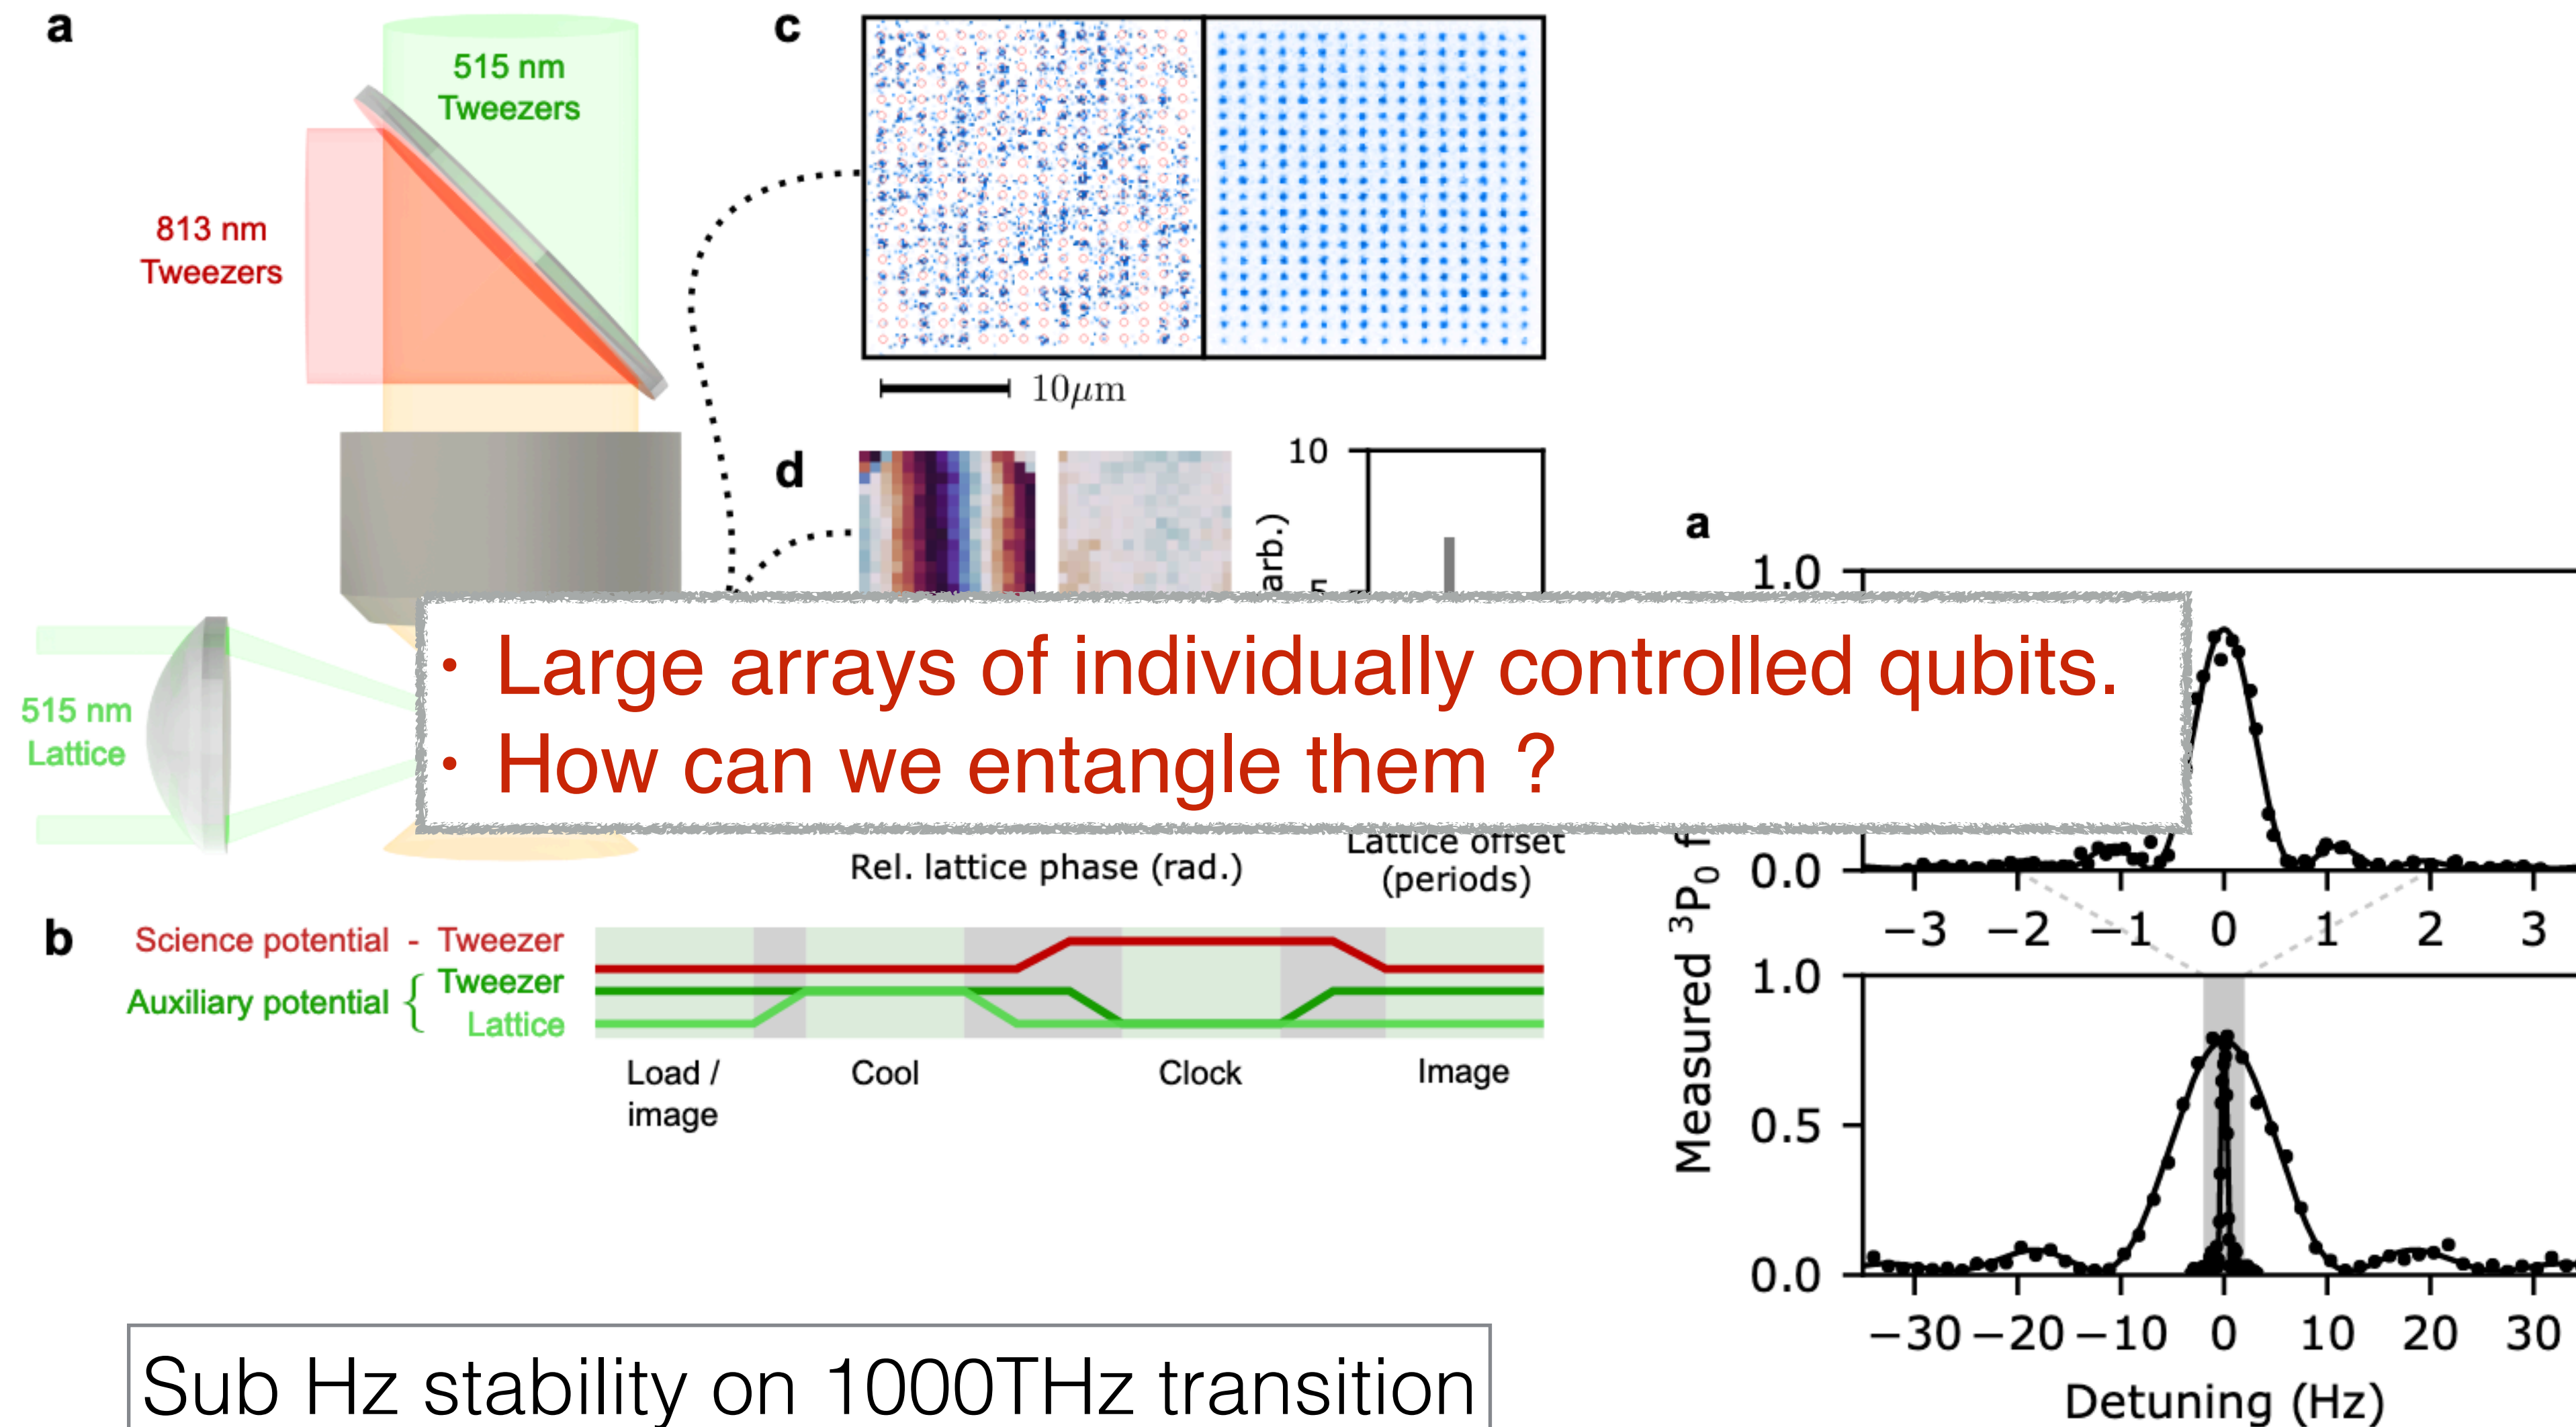 a
515 nm
Tweezers
813 nm
Tweezers
515 nm
Lattice
c
10μm
d
10
5
arb.)
• Large arrays of individually controlled qubits.
• How can we entangle them ?
Rel. lattice phase (rad.)
Lattice offset
(periods)
b
Science potential - Tweezer
Auxiliary potential { Tweezer
Lattice
Load /
image
Cool
Clock
Image
Sub Hz stability on 1000THz transition
a
1.0
0.0
−3 −2 −1 0 1 2 3
Measured ³P₀ f
1.0
0.5
0.0
−30 −20 −10 0 10 20 30
Detuning (Hz)